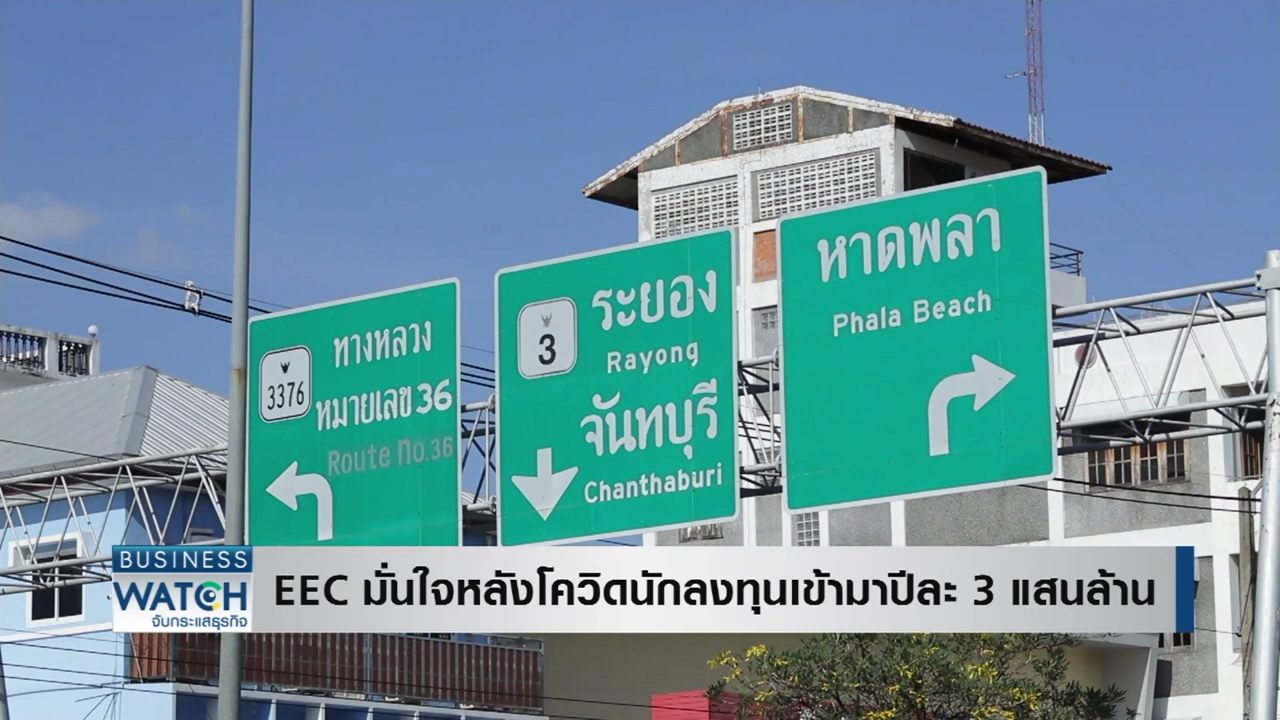 3376
ทางหลวง
หมายเลข 36
Route No.36
3
ระยอง
Rayong
จันทบุรี
Chanthaburi
หาดพลา
Phala Beach
BUSINESS
WATCH
จับกระแสธุรกิจ
EEC มั่นใจหลังโควิดนักลงทุนเข้ามาปีละ 3 แสนล้าน